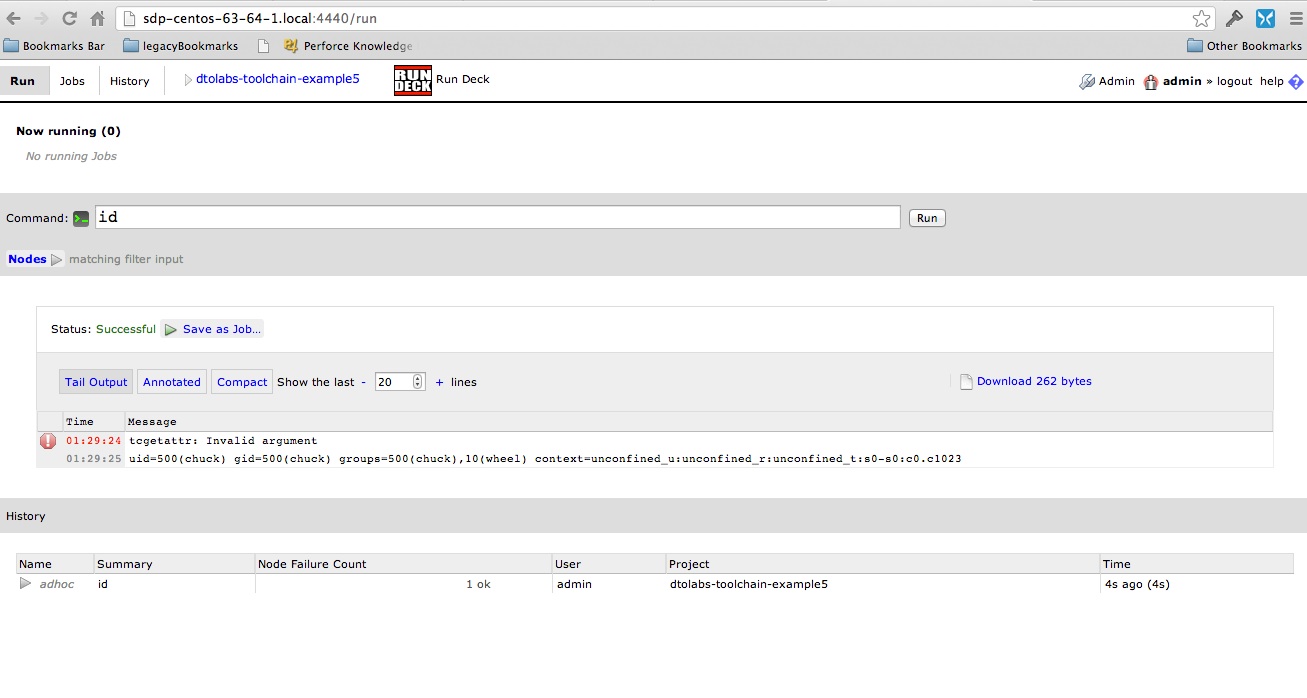 sdp-centos-63-64-1.local:4440/run
Bookmarks Bar legacyBookmarks Perforce Knowledge Other Bookmarks
Run Jobs History dtolabs-toolchain-example5 RUN DECK Run Deck Admin admin » logout help ?
Now running (0)
No running Jobs
Command: id Run
Nodes matching filter input
Status: Successful Save as Job...
Tail Output Annotated Compact Show the last - 20 + lines Download 262 bytes
Time Message
01:29:24 tcgetattr: Invalid argument
01:29:25 uid=500(chuck) gid=500(chuck) groups=500(chuck),10(wheel) context=unconfined_u:unconfined_r:unconfined_t:s0-s0:c0.c1023
History
Name Summary Node Failure Count User Project Time
adhoc id 1 ok admin dtolabs-toolchain-example5 4s ago (4s)